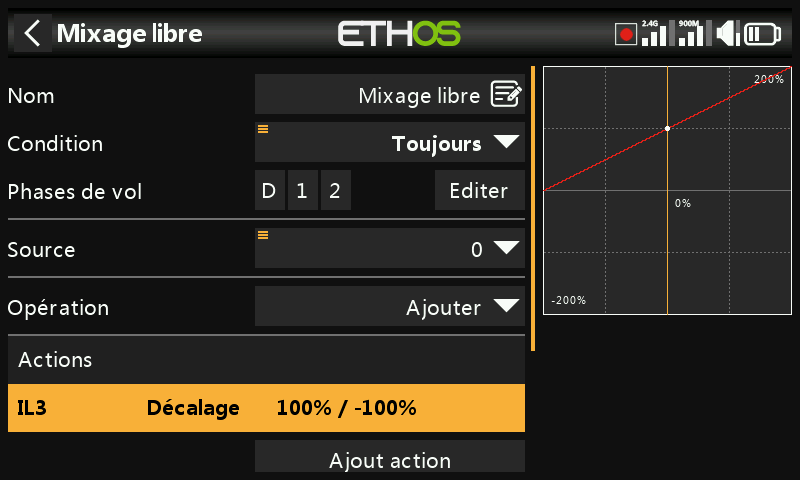 Mixage libre
ETHOS
2.4G
900M
Nom
Mixage libre
Condition
Toujours
Phases de vol
D 1 2
Editer
Source
0
Opération
Ajouter
Actions
IL3 Décalage 100% / -100%
Ajout action
200%
0%
-200%